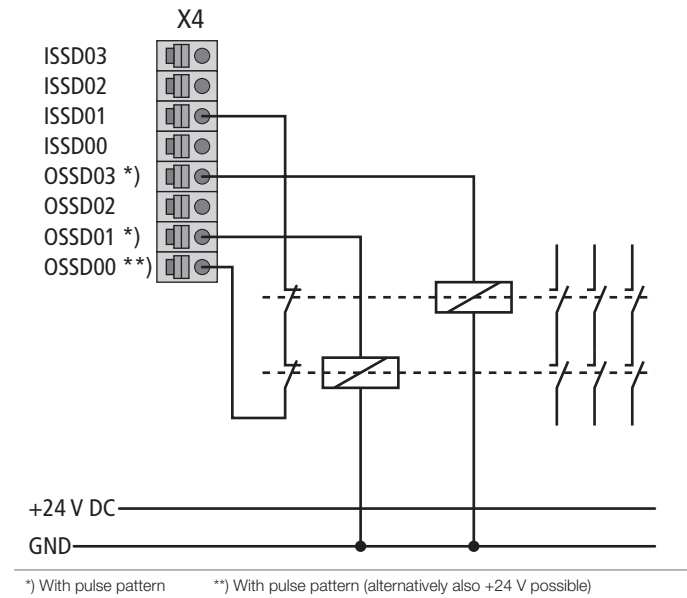 X4
ISSD03
ISSD02
ISSD01
ISSD00
OSSD03 *)
OSSD02
OSSD01 *)
OSSD00 **)
+24 V DC
GND
*) With pulse pattern **) With pulse pattern (alternatively also +24 V possible)